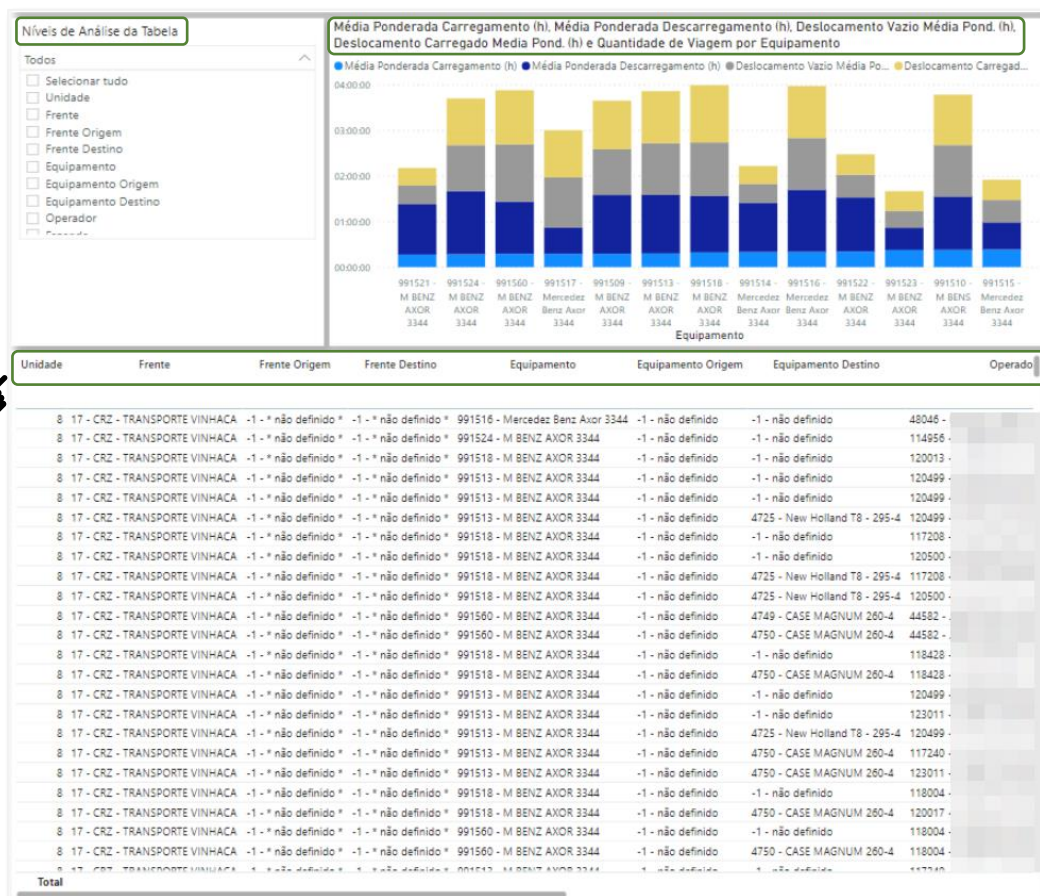 Níveis de Análise da Tabela
Todos
Selecionar tudo
Unidade
Frente
Frente Origem
Frente Destino
Equipamento
Equipamento Origem
Equipamento Destino
Operador
Média Ponderada Carregamento (h), Média Ponderada Descarregamento (h), Deslocamento Vazio Média Pond. (h),
Deslocamento Carregado Media Pond. (h) e Quantidade de Viagem por Equipamento
Média Ponderada Carregamento (h) Média Ponderada Descarregamento (h) Deslocamento Vazio Média Po... Deslocamento Carregad...
04:00:00
03:00:00
02:00:00
01:00:00
00:00:00
991521 - 991524 - 991560 - 991517 - 991509 - 991513 - 991518 - 991514 - 991516 - 991522 - 991523 - 991510 - 991515 -
M BENZ M BENZ M BENZ Mercedez M BENZ M BENZ M BENZ Mercedez Mercedez M BENZ M BENZ M BENS Mercedez
AXOR AXOR AXOR Benz Axor AXOR AXOR AXOR Benz Axor Benz Axor AXOR AXOR AXOR Benz Axor
3344 3344 3344 3344 3344 3344 3344 3344 3344 3344 3344 3344 3344
Equipamento
Unidade Frente Frente Origem Frente Destino Equipamento Equipamento Origem Equipamento Destino Operado
8 17 - CRZ - TRANSPORTE VINHACA -1 - * não definido * -1 - * não definido * 991516 - Mercedez Benz Axor 3344 -1 - não definido -1 - não definido 48046 -
8 17 - CRZ - TRANSPORTE VINHACA -1 - * não definido * -1 - * não definido * 991524 - M BENZ AXOR 3344 -1 - não definido -1 - não definido 114956 -
8 17 - CRZ - TRANSPORTE VINHACA -1 - * não definido * -1 - * não definido * 991518 - M BENZ AXOR 3344 -1 - não definido -1 - não definido 120013 -
8 17 - CRZ - TRANSPORTE VINHACA -1 - * não definido * -1 - * não definido * 991513 - M BENZ AXOR 3344 -1 - não definido -1 - não definido 120499 -
8 17 - CRZ - TRANSPORTE VINHACA -1 - * não definido * -1 - * não definido * 991513 - M BENZ AXOR 3344 -1 - não definido -1 - não definido 120499 -
8 17 - CRZ - TRANSPORTE VINHACA -1 - * não definido * -1 - * não definido * 991513 - M BENZ AXOR 3344 -1 - não definido 4725 - New Holland T8 - 295-4 120499 -
8 17 - CRZ - TRANSPORTE VINHACA -1 - * não definido * -1 - * não definido * 991518 - M BENZ AXOR 3344 -1 - não definido -1 - não definido 117208 -
8 17 - CRZ - TRANSPORTE VINHACA -1 - * não definido * -1 - * não definido * 991518 - M BENZ AXOR 3344 -1 - não definido -1 - não definido 120500 -
8 17 - CRZ - TRANSPORTE VINHACA -1 - * não definido * -1 - * não definido * 991518 - M BENZ AXOR 3344 -1 - não definido 4725 - New Holland T8 - 295-4 117208 -
8 17 - CRZ - TRANSPORTE VINHACA -1 - * não definido * -1 - * não definido * 991518 - M BENZ AXOR 3344 -1 - não definido 4725 - New Holland T8 - 295-4 120500 -
8 17 - CRZ - TRANSPORTE VINHACA -1 - * não definido * -1 - * não definido * 991560 - M BENZ AXOR 3344 -1 - não definido 4749 - CASE MAGNUM 260-4 44582 -
8 17 - CRZ - TRANSPORTE VINHACA -1 - * não definido * -1 - * não definido * 991560 - M BENZ AXOR 3344 -1 - não definido 4750 - CASE MAGNUM 260-4 44582 -
8 17 - CRZ - TRANSPORTE VINHACA -1 - * não definido * -1 - * não definido * 991518 - M BENZ AXOR 3344 -1 - não definido -1 - não definido 118428 -
8 17 - CRZ - TRANSPORTE VINHACA -1 - * não definido * -1 - * não definido * 991518 - M BENZ AXOR 3344 -1 - não definido 4750 - CASE MAGNUM 260-4 118428 -
8 17 - CRZ - TRANSPORTE VINHACA -1 - * não definido * -1 - * não definido * 991513 - M BENZ AXOR 3344 -1 - não definido -1 - não definido 120499 -
8 17 - CRZ - TRANSPORTE VINHACA -1 - * não definido * -1 - * não definido * 991513 - M BENZ AXOR 3344 -1 - não definido -1 - não definido 123011 -
8 17 - CRZ - TRANSPORTE VINHACA -1 - * não definido * -1 - * não definido * 991513 - M BENZ AXOR 3344 -1 - não definido 4725 - New Holland T8 - 295-4 120499 -
8 17 - CRZ - TRANSPORTE VINHACA -1 - * não definido * -1 - * não definido * 991513 - M BENZ AXOR 3344 -1 - não definido 4750 - CASE MAGNUM 260-4 117240 -
8 17 - CRZ - TRANSPORTE VINHACA -1 - * não definido * -1 - * não definido * 991513 - M BENZ AXOR 3344 -1 - não definido 4750 - CASE MAGNUM 260-4 123011 -
8 17 - CRZ - TRANSPORTE VINHACA -1 - * não definido * -1 - * não definido * 991518 - M BENZ AXOR 3344 -1 - não definido -1 - não definido 118004 -
8 17 - CRZ - TRANSPORTE VINHACA -1 - * não definido * -1 - * não definido * 991518 - M BENZ AXOR 3344 -1 - não definido 4750 - CASE MAGNUM 260-4 120017 -
8 17 - CRZ - TRANSPORTE VINHACA -1 - * não definido * -1 - * não definido * 991560 - M BENZ AXOR 3344 -1 - não definido -1 - não definido 118004 -
8 17 - CRZ - TRANSPORTE VINHACA -1 - * não definido * -1 - * não definido * 991560 - M BENZ AXOR 3344 -1 - não definido 4750 - CASE MAGNUM 260-4 118004 -
Total